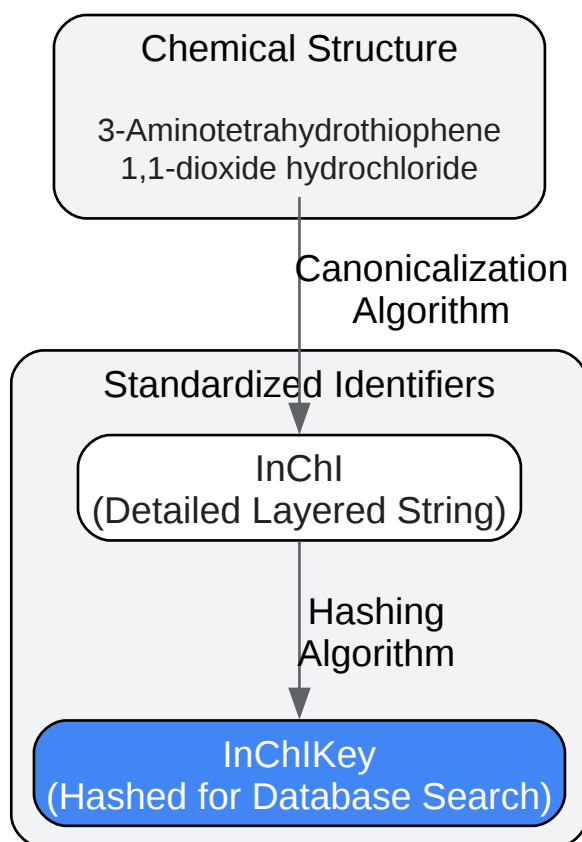 Chemical Structure
3-Aminotetrahydrothiophene
1,1-dioxide hydrochloride
Canonicalization
Algorithm
Standardized Identifiers
InChI
(Detailed Layered String)
Hashing
Algorithm
InChIKey
(Hashed for Database Search)